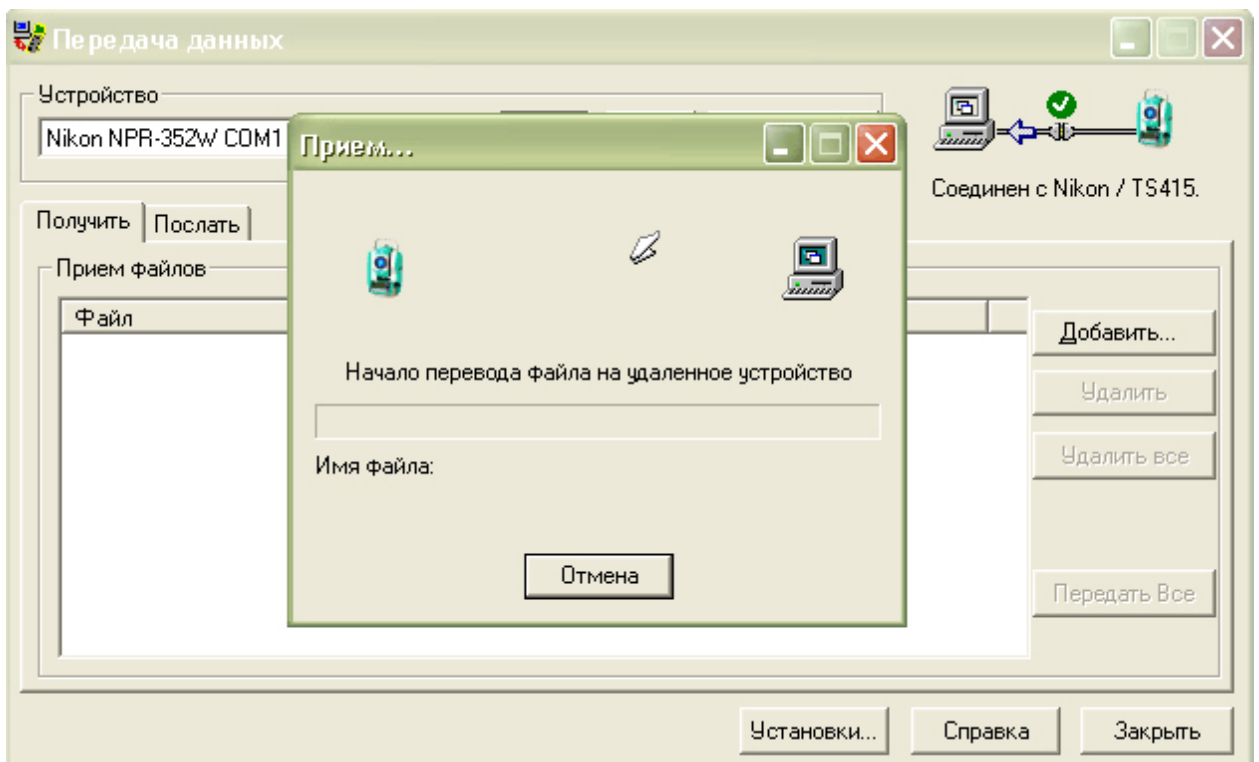 Передача данных
Устройство
Nikon NPR-352W COM1
Соединен с Nikon / TS415.
Получить
Послать
Прием файлов
Файл
Прием...
Начало перевода файла на удаленное устройство
Имя файла:
Отмена
Добавить...
Удалить
Удалить все
Передать Все
Установки...
Справка
Закрыть